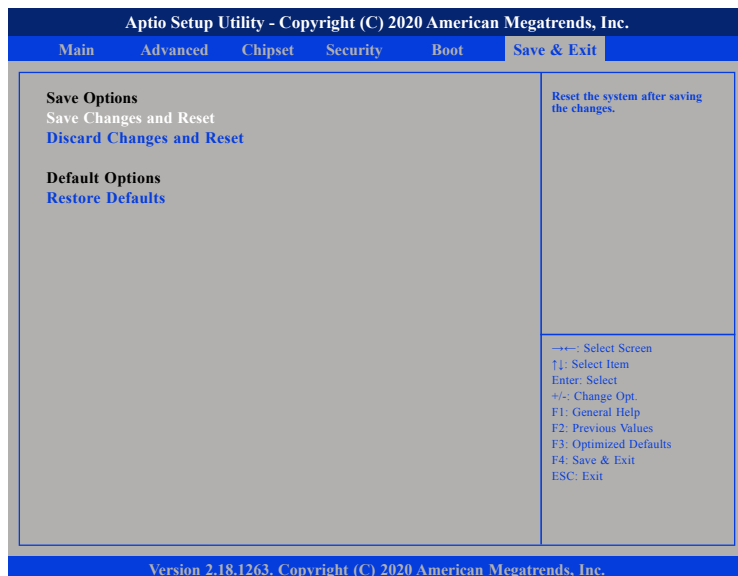 Aptio Setup Utility - Copyright (C) 2020 American Megatrends, Inc.
Main Advanced Chipset Security Boot Save & Exit
Save Options
Save Changes and Reset
Discard Changes and Reset
Default Options
Restore Defaults
Reset the system after saving
the changes.
→←: Select Screen
↑↓: Select Item
Enter: Select
+/-: Change Opt.
F1: General Help
F2: Previous Values
F3: Optimized Defaults
F4: Save & Exit
ESC: Exit
Version 2.18.1263. Copyright (C) 2020 American Megatrends, Inc.